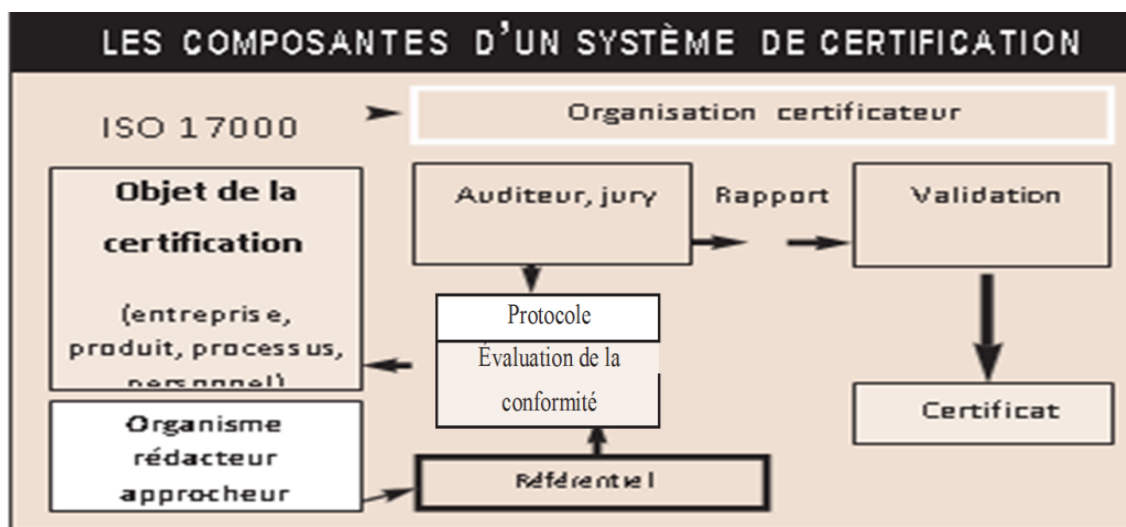 LES COMPOSANTES D'UN SYSTÈME DE CERTIFICATION
ISO 17000
Organisation certificateur
Objet de la
certification
(entreprise,
produit, processus,
personnel)
Auditeur, jury
Rapport
Validation
Protocole
Évaluation de la
conformité
Certificat
Organisme
rédacteur
approcheur
Référentiel